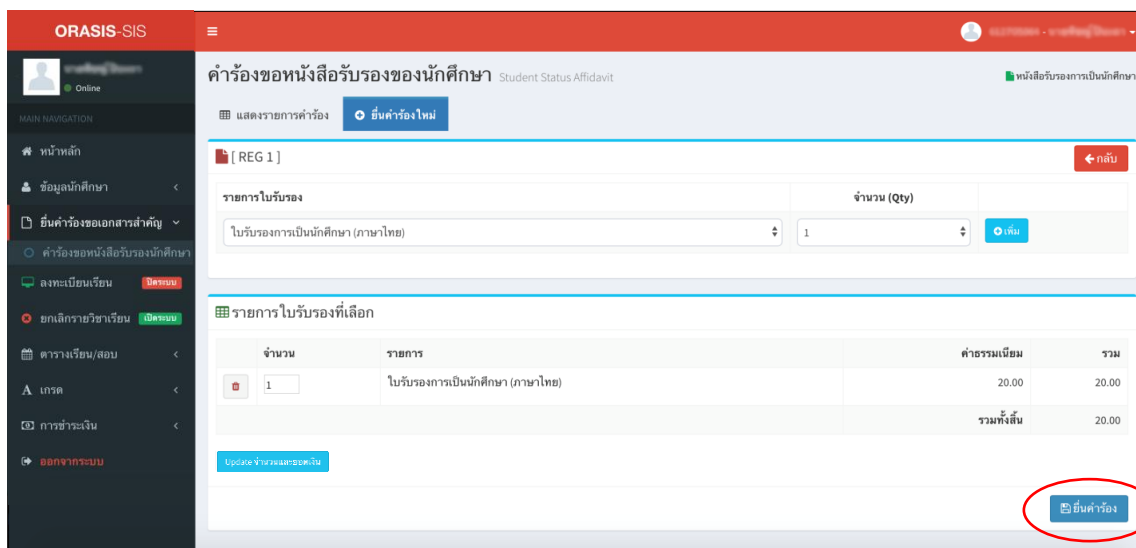 ORASIS-SIS
Online
MAIN NAVIGATION
หน้าหลัก
ข้อมูลนักศึกษา
ยื่นคำร้องขอเอกสารสำคัญ
คำร้องขอหนังสือรับรองนักศึกษา
ลงทะเบียนเรียน ปิดระบบ
ยกเลิกรายวิชาเรียน เปิดระบบ
ตารางเรียน/สอบ
A เกรด
การชำระเงิน
ออกจากระบบ
คำร้องขอหนังสือรับรองของนักศึกษา Student Status Affidavit
หนังสือรับรองการเป็นนักศึกษา
แสดงรายการคำร้อง ยื่นคำร้องใหม่
[ REG 1 ] กลับ
รายการใบรับรอง จำนวน (Qty)
ใบรับรองการเป็นนักศึกษา (ภาษาไทย) 1 เพิ่ม
รายการใบรับรองที่เลือก
จำนวน รายการ ค่าธรรมเนียม รวม
1 ใบรับรองการเป็นนักศึกษา (ภาษาไทย) 20.00 20.00
รวมทั้งสิ้น 20.00
Update จำนวนและยอดเงิน
ยื่นคำร้อง